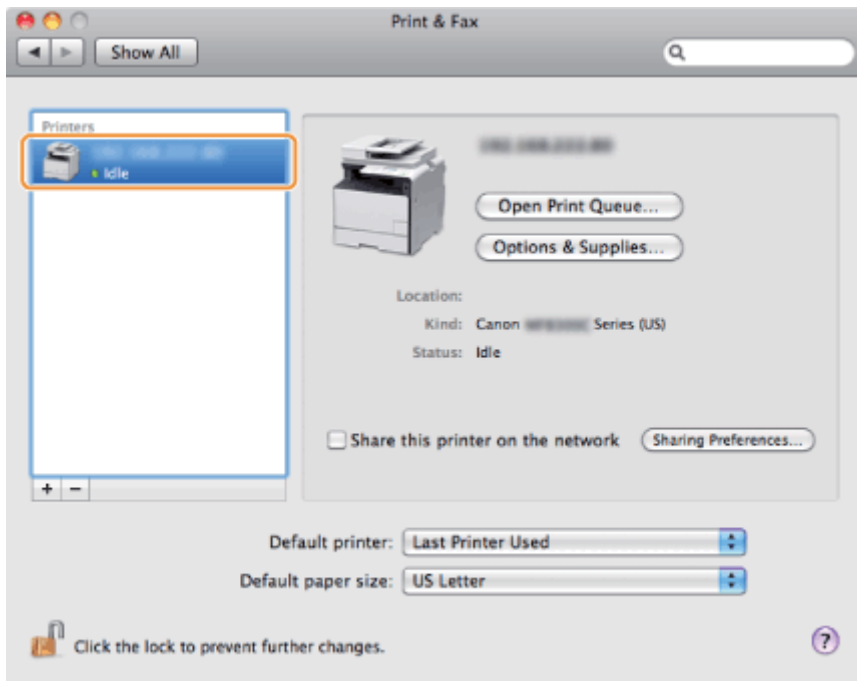 Print & Fax
Show All
Printers
Idle
Open Print Queue...
Options & Supplies...
Location:
Kind: Canon Series (US)
Status: Idle
Share this printer on the network
Sharing Preferences...
+ −
Default printer: Last Printer Used
Default paper size: US Letter
Click the lock to prevent further changes.
?